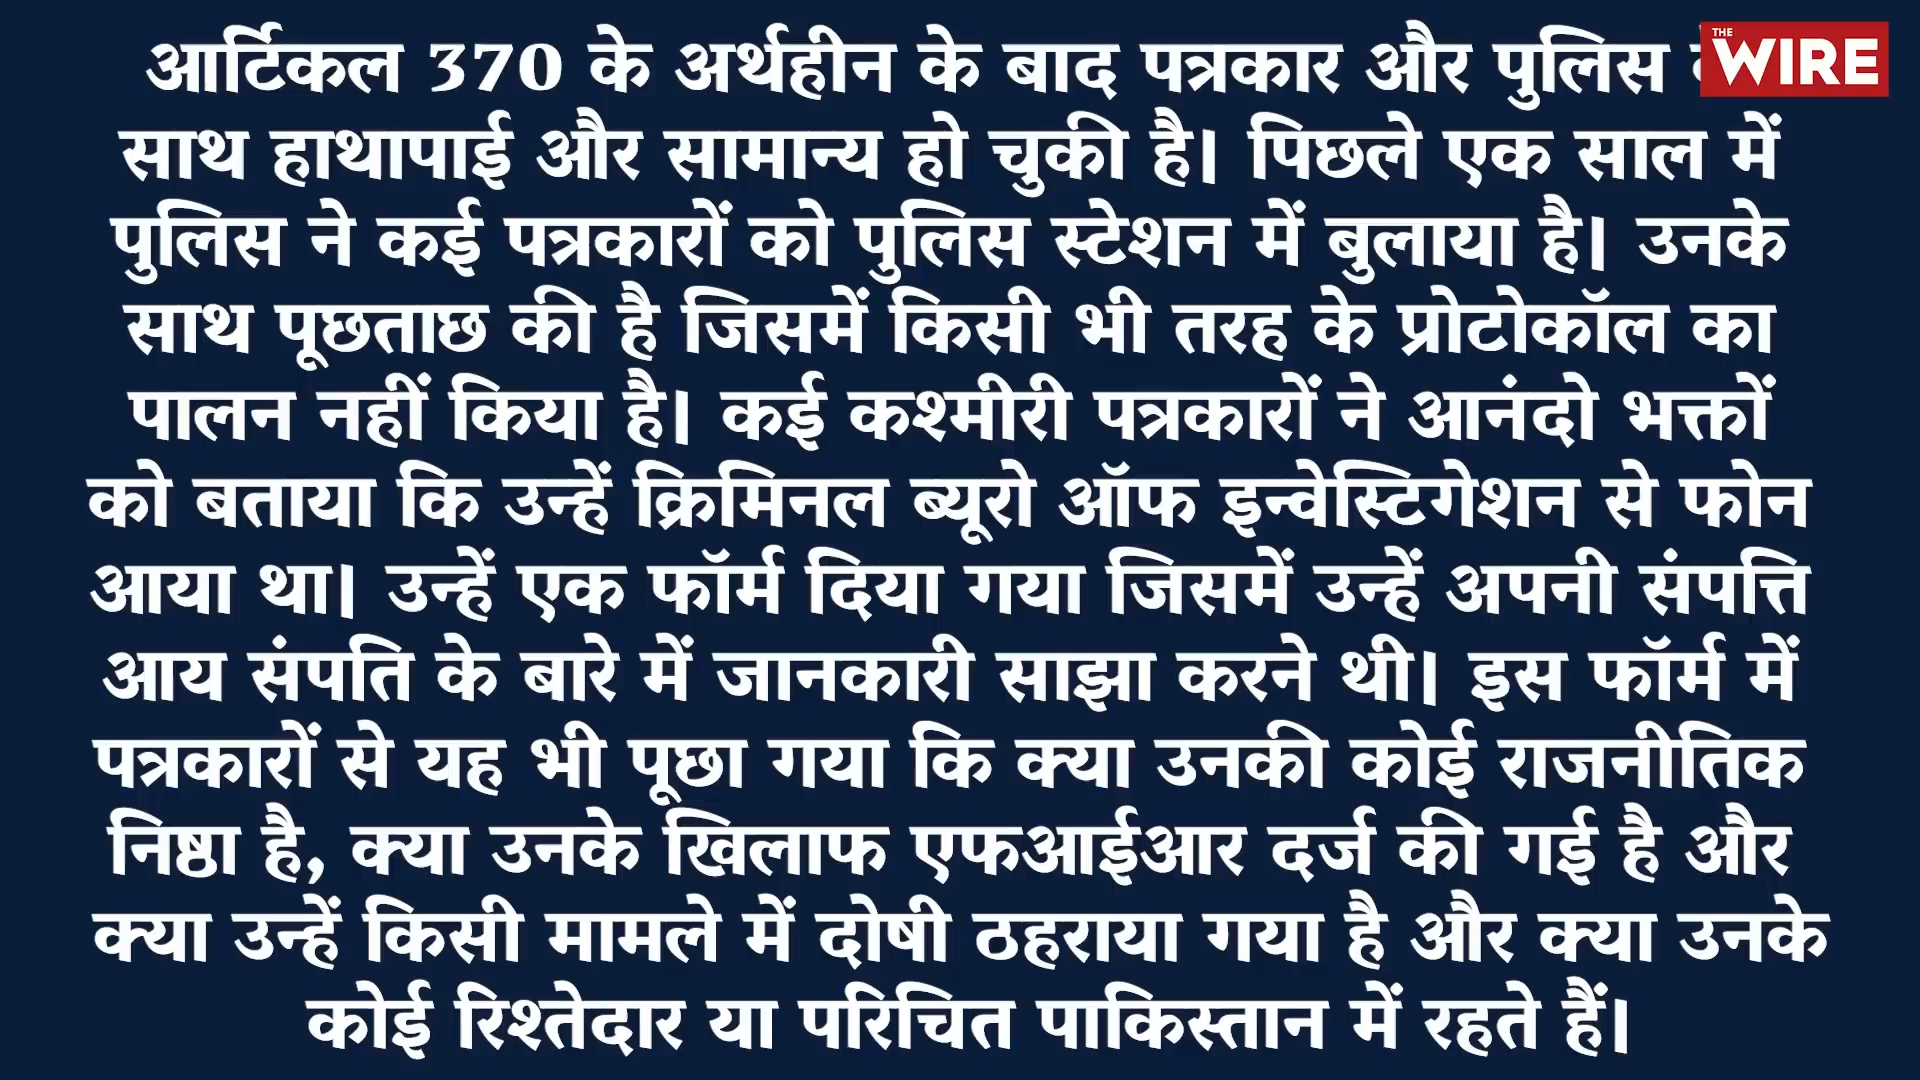 आर्टिकल 370 के अर्थहीन के बाद पत्रकार और पुलिस
THE WIRE
साथ हाथापाई और सामान्य हो चुकी है। पिछले एक साल में
पुलिस ने कई पत्रकारों को पुलिस स्टेशन में बुलाया है। उनके
साथ पूछताछ की है जिसमें किसी भी तरह के प्रोटोकॉल का
पालन नहीं किया है। कई कश्मीरी पत्रकारों ने आनंदो भक्तों
को बताया कि उन्हें क्रिमिनल ब्यूरो ऑफ इन्वेस्टिगेशन से फोन
आया था। उन्हें एक फॉर्म दिया गया जिसमें उन्हें अपनी संपत्ति
आय संपति के बारे में जानकारी साझा करने थी। इस फॉर्म में
पत्रकारों से यह भी पूछा गया कि क्या उनकी कोई राजनीतिक
निष्ठा है, क्या उनके खिलाफ एफआईआर दर्ज की गई है और
क्या उन्हें किसी मामले में दोषी ठहराया गया है और क्या उनके
कोई रिश्तेदार या परिचित पाकिस्तान में रहते हैं।